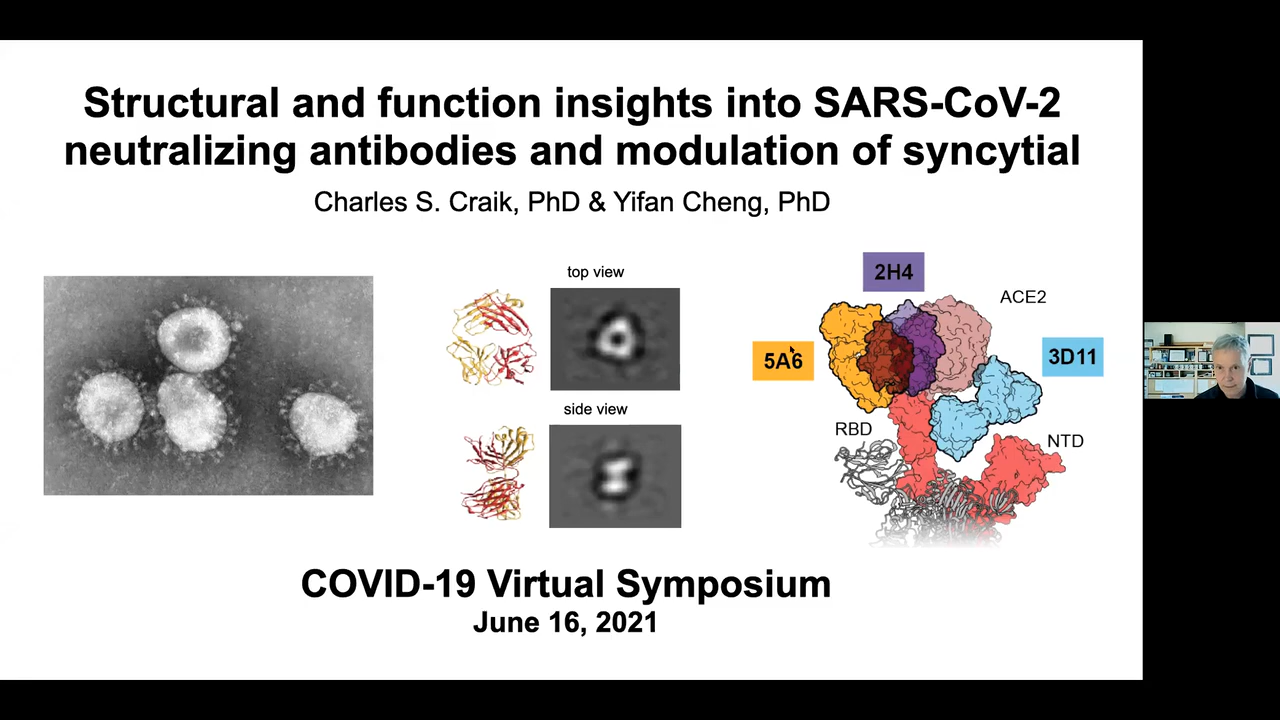 Structural and function insights into SARS-CoV-2
neutralizing antibodies and modulation of syncytial
Charles S. Craik, PhD & Yifan Cheng, PhD
top view
side view
2H4
ACE2
5A6
3D11
RBD
NTD
COVID-19 Virtual Symposium
June 16, 2021